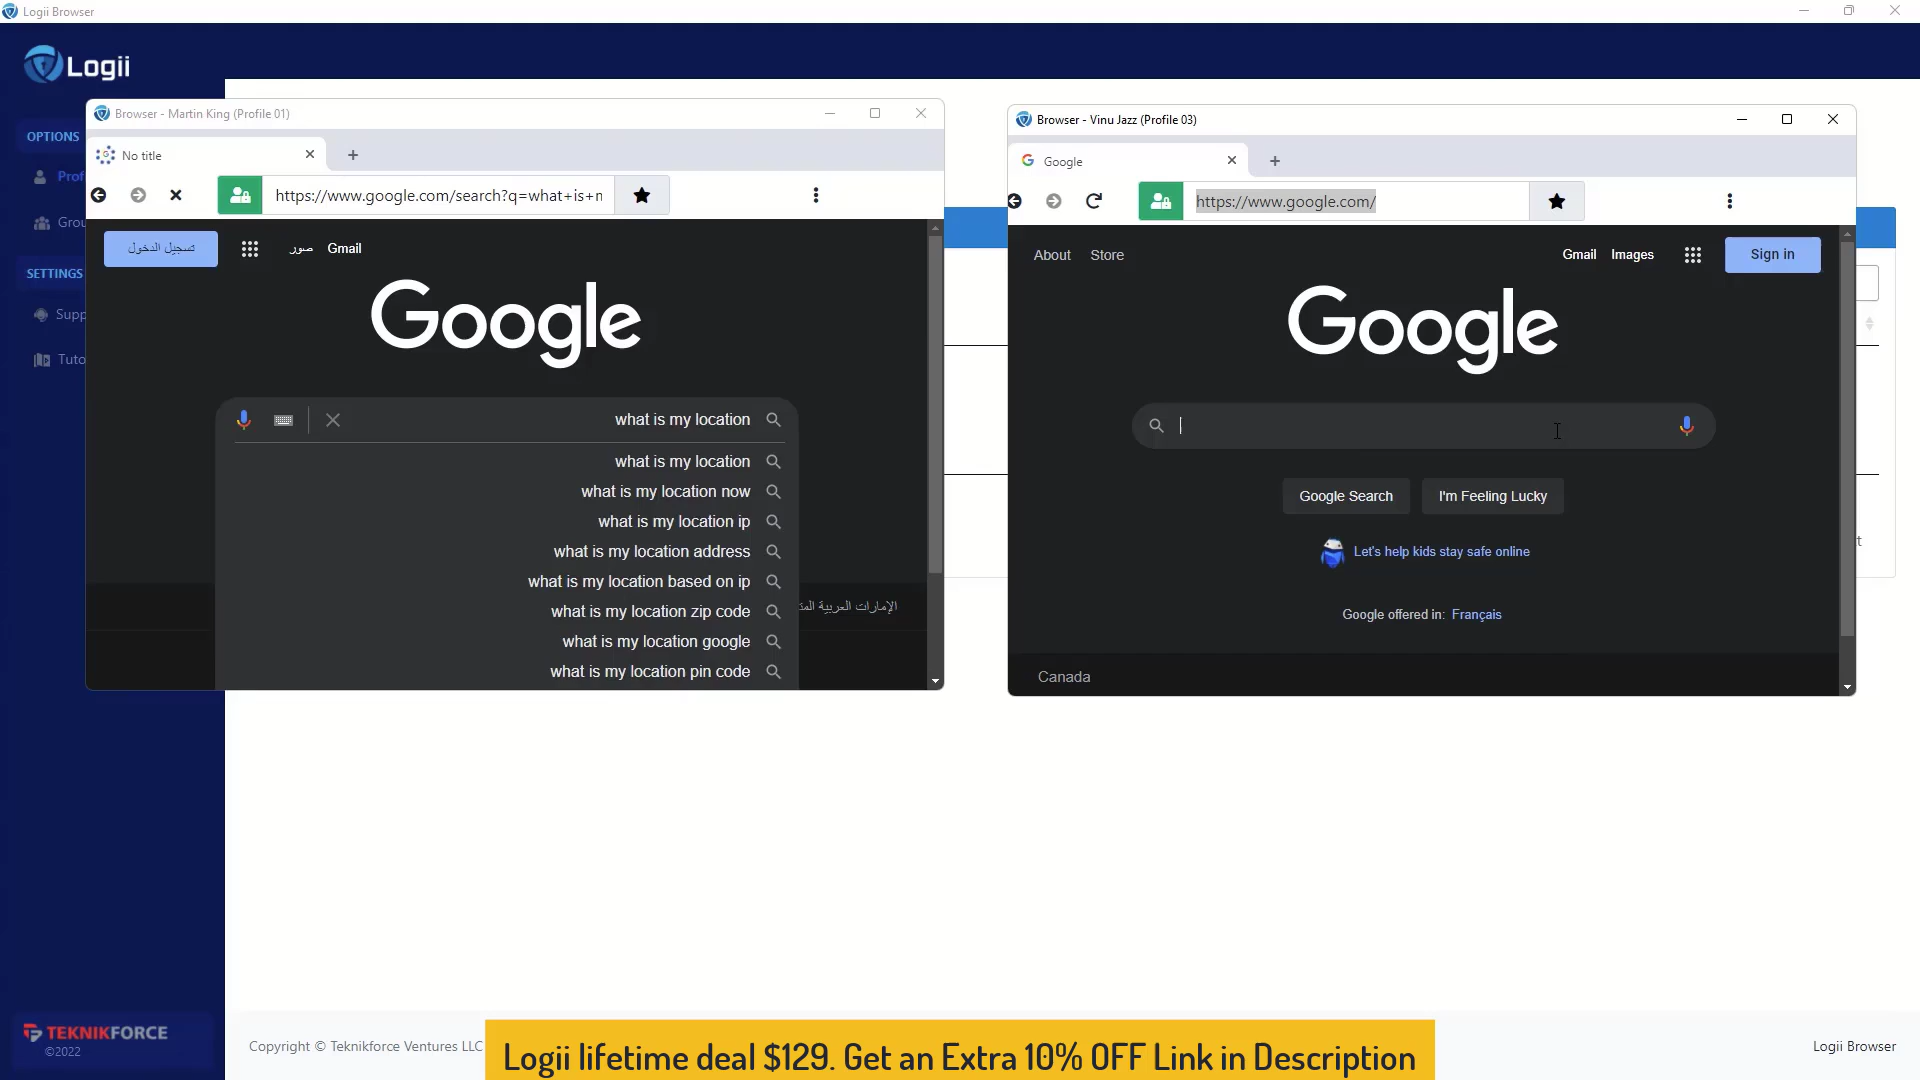 Logii Browser
Logii
OPTIONS
Prof
Grou
SETTINGS
Supp
Tuto
Browser - Martin King (Profile 01)
No title
https://www.google.com/search?q=what+is+n
تسجيل الدخول
صور
Gmail
Google
what is my location
what is my location
what is my location now
what is my location ip
what is my location address
what is my location based on ip
what is my location zip code
what is my location google
what is my location pin code
الإمارات العربية المت
Browser - Vinu Jazz (Profile 03)
Google
https://www.google.com/
About
Store
Gmail
Images
Sign in
Google
Google Search
I'm Feeling Lucky
Let's help kids stay safe online
Google offered in: Français
Canada
t
TEKNIKFORCE
©2022
Copyright © Teknikforce Ventures LLC
Logii lifetime deal $129. Get an Extra 10% OFF Link in Description
Logii Browser